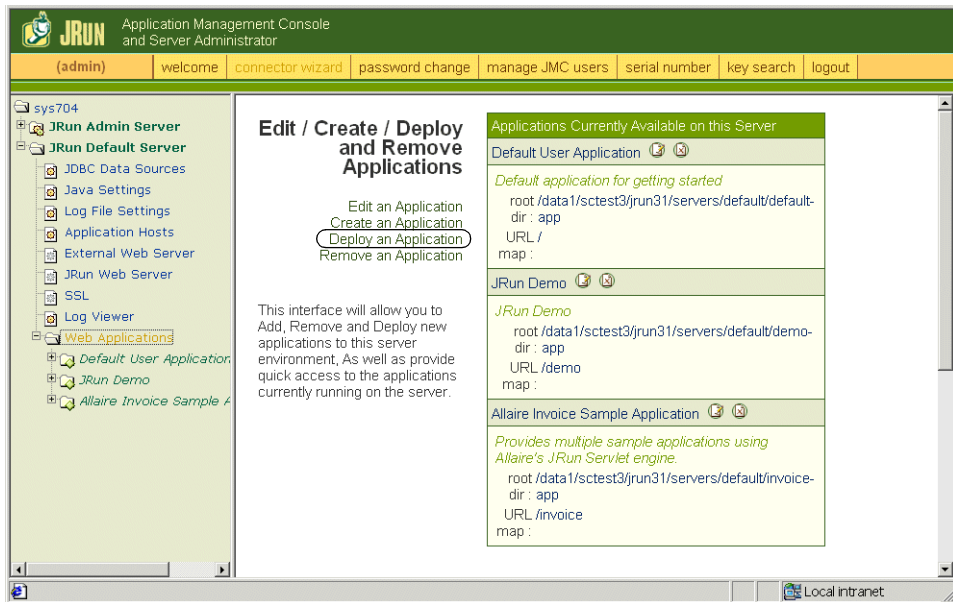 JRUN
Application Management Console
and Server Administrator
(admin)
welcome
connector wizard
password change
manage JMC users
serial number
key search
logout
sys704
JRun Admin Server
JRun Default Server
JDBC Data Sources
Java Settings
Log File Settings
Application Hosts
External Web Server
JRun Web Server
SSL
Log Viewer
Web Applications
Default User Application
JRun Demo
Allaire Invoice Sample A
Edit / Create / Deploy
and Remove
Applications
Edit an Application
Create an Application
Deploy an Application
Remove an Application
This interface will allow you to
Add, Remove and Deploy new
applications to this server
environment, As well as provide
quick access to the applications
currently running on the server.
Applications Currently Available on this Server
Default User Application
Default application for getting started
root /data1/sctest3/jrun31/servers/default/default-
dir : app
URL /
map :
JRun Demo
JRun Demo
root /data1/sctest3/jrun31/servers/default/demo-
dir : app
URL /demo
map :
Allaire Invoice Sample Application
Provides multiple sample applications using
Allaire's JRun Servlet engine.
root /data1/sctest3/jrun31/servers/default/invoice-
dir : app
URL /invoice
map :
Local intranet